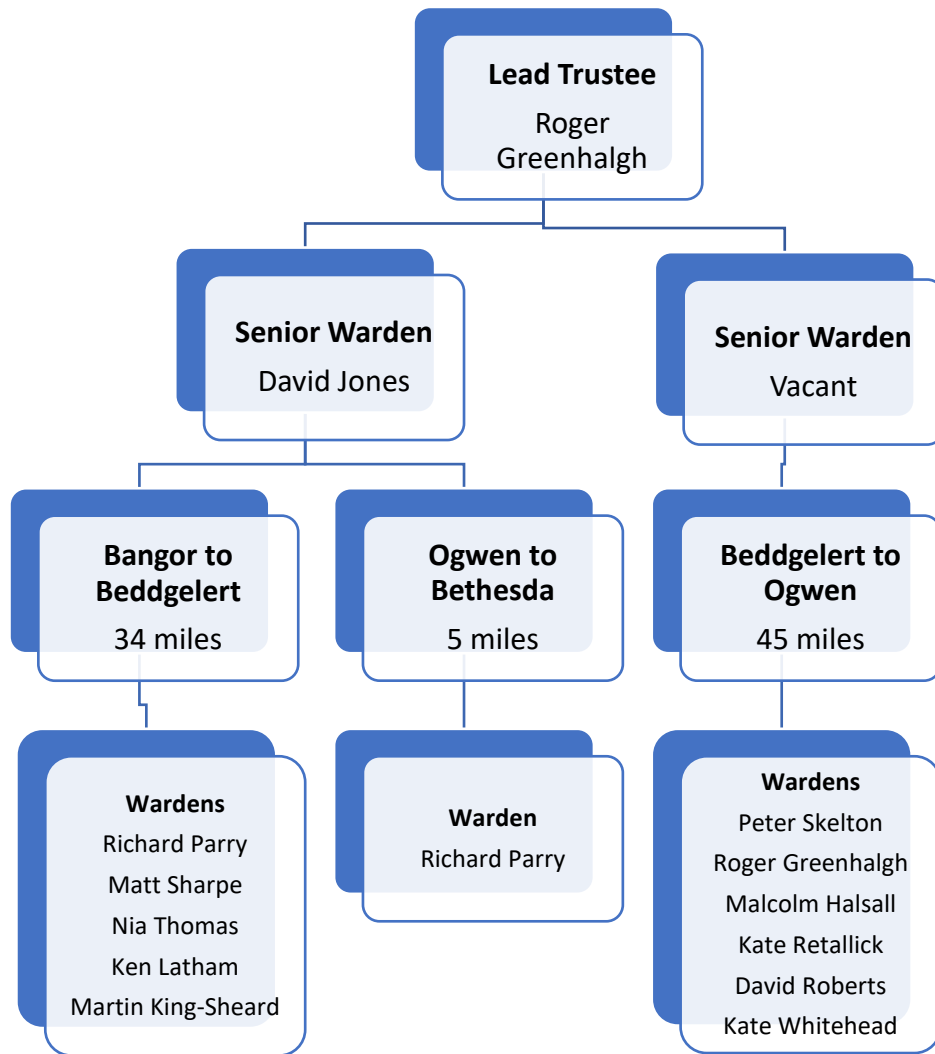 Lead Trustee
Roger
Greenhalgh
Senior Warden
David Jones
Senior Warden
Vacant
Bangor to
Beddgelert
34 miles
Ogwen to
Bethesda
5 miles
Beddgelert to
Ogwen
45 miles
Wardens
Richard Parry
Matt Sharpe
Nia Thomas
Ken Latham
Martin King-Sheard
Warden
Richard Parry
Wardens
Peter Skelton
Roger Greenhalgh
Malcolm Halsall
Kate Retallick
David Roberts
Kate Whitehead